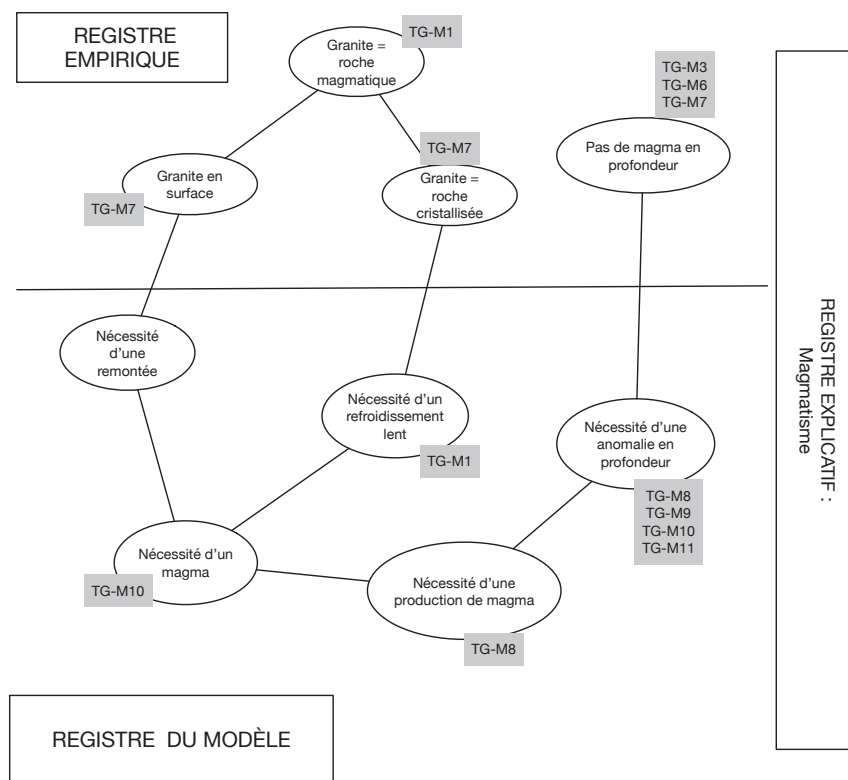 REGISTRE
EMPIRIQUE
TG-M1
Granite =
roche
magmatique
TG-M3
TG-M6
TG-M7
Pas de magma en
profondeur
TG-M7
Granite en
surface
TG-M7
Granite =
roche
cristallisée
Nécessité
d'une
remontée
Nécessité d'un
refroidissement
lent
TG-M1
Nécessité d'une
anomalie en
profondeur
TG-M8
TG-M9
TG-M10
TG-M11
Nécessité d'un
magma
TG-M10
Nécessité d'une
production de magma
TG-M8
REGISTRE EXPLICATIF :
Magmatisme
REGISTRE DU MODÈLE